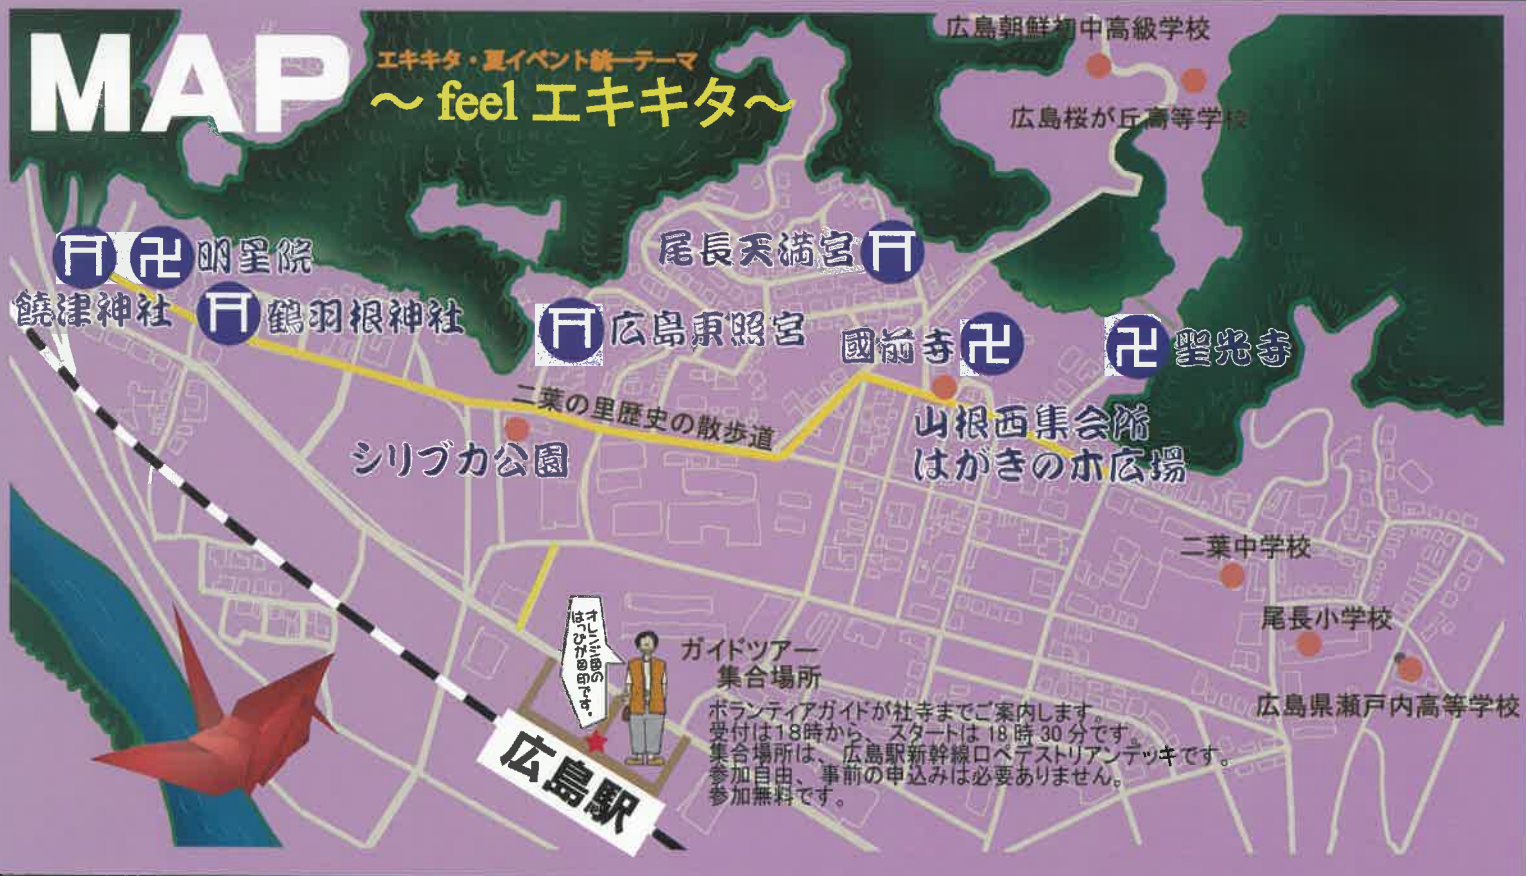 MAP
エキキタ・夏イベント統一テーマ
～feel エキキタ～
広島朝鮮初中高級学校
広島桜が丘高等学校
明星院
饒津神社
鶴羽根神社
尾長天満宮
広島東照宮
國前寺
聖光寺
二葉の里歴史の散歩道
シリブカ公園
山根西集会所
はがきの木広場
二葉中学校
尾長小学校
広島県瀬戸内高等学校
オレンジ色の
はっぴが目印です。
ガイドツアー
集合場所
ボランティアガイドが社寺までご案内します。
受付は18時から、スタートは18時30分です。
集合場所は、広島駅新幹線口ペデストリアンデッキです。
参加自由、事前の申込みは必要ありません。
参加無料です。
広島駅